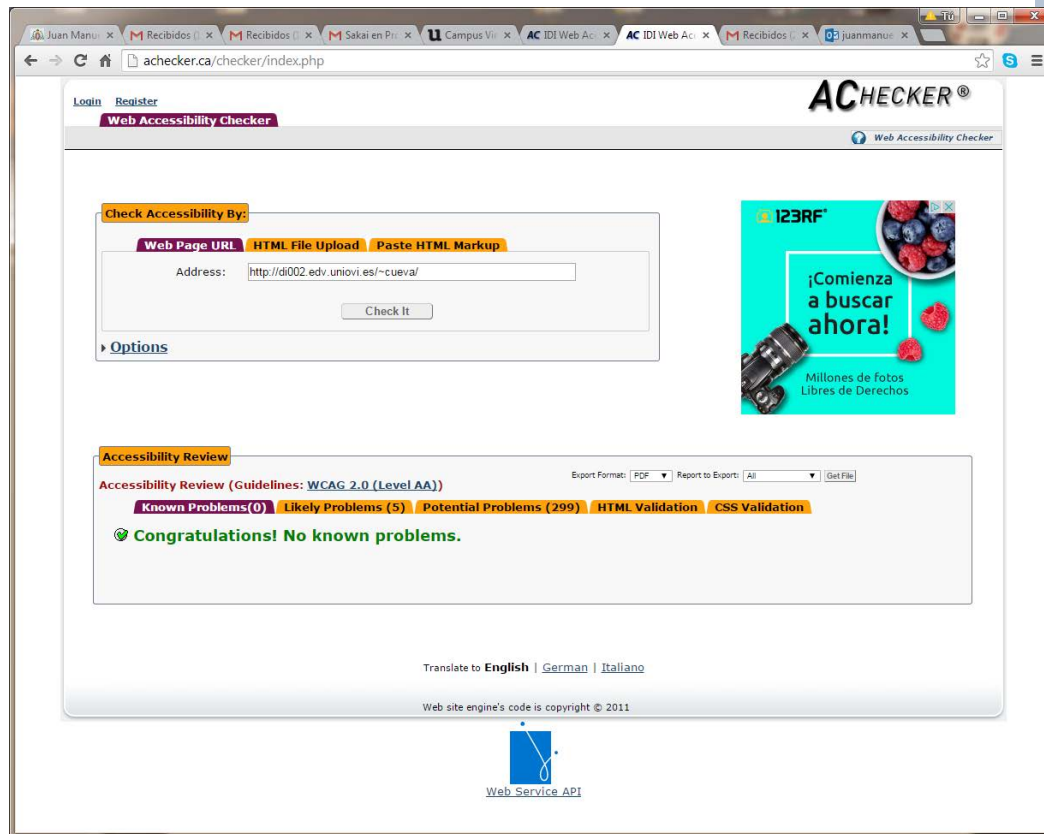 Tú
Juan Manu
Recibidos (
Recibidos (
Sakai en Pr
Campus Vi
AC IDI Web Ac
AC IDI Web Ac
Recibidos
juanmanue
achecker.ca/checker/index.php
Login Register
ACHECKER ®
Web Accessibility Checker
Web Accessibility Checker
Check Accessibility By:
Web Page URL HTML File Upload Paste HTML Markup
Address: http://di002.edv.uniovi.es/~cueva/
Check It
Options
123RF®
¡Comienza
a buscar
ahora!
Millones de fotos
Libres de Derechos
Accessibility Review
Export Format: PDF Report to Export: All Get File
Accessibility Review (Guidelines: WCAG 2.0 (Level AA))
Known Problems(0) Likely Problems (5) Potential Problems (299) HTML Validation CSS Validation
Congratulations! No known problems.
Translate to English | German | Italiano
Web site engine's code is copyright © 2011
Web Service API